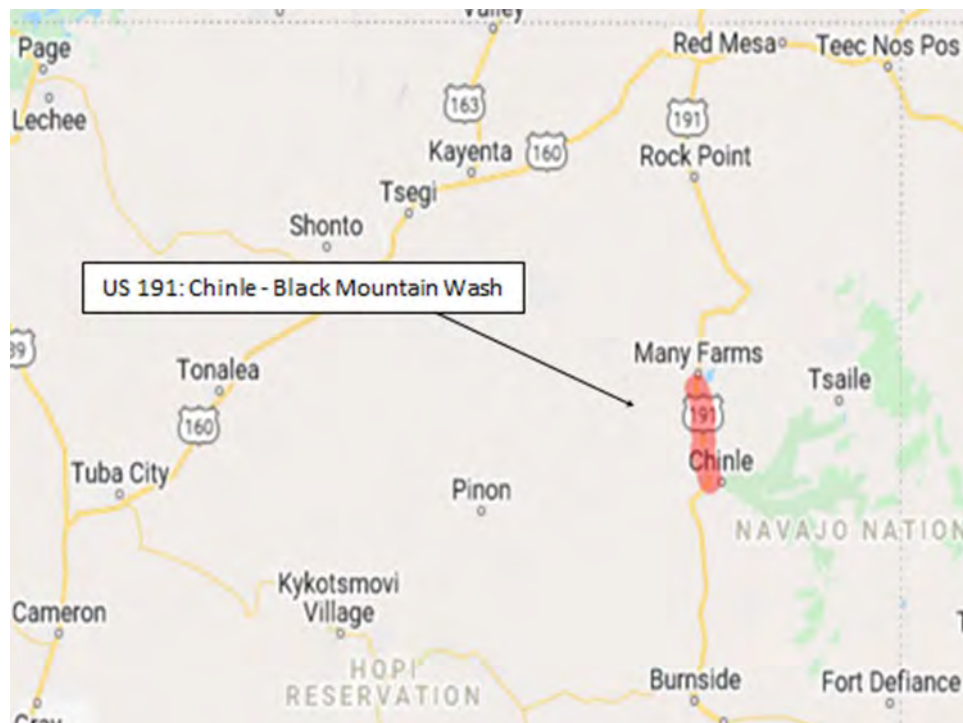 Valley
Page
Red Mesa
Teec Nos Pos
Lechee
163
191
Kayenta
160
Rock Point
Tsegi
Shonto
US 191: Chinle - Black Mountain Wash
89
Many Farms
Tonalea
Tsaile
191
160
Chinle
Tuba City
Pinon
NAVAJO NATION
Kykotsmovi
Village
Cameron
HOPI
RESERVATION
Burnside
Fort Defiance